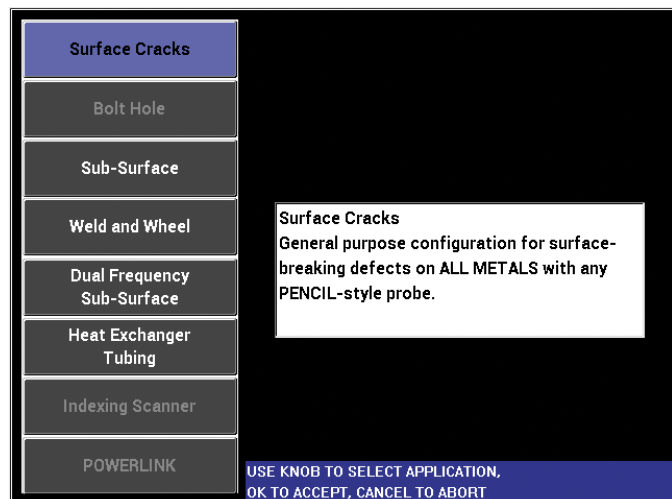 Surface Cracks
Bolt Hole
Sub-Surface
Weld and Wheel
Dual Frequency
Sub-Surface
Heat Exchanger
Tubing
Indexing Scanner
POWERLINK
Surface Cracks
General purpose configuration for surface-
breaking defects on ALL METALS with any
PENCIL-style probe.
USE KNOB TO SELECT APPLICATION,
OK TO ACCEPT, CANCEL TO ABORT